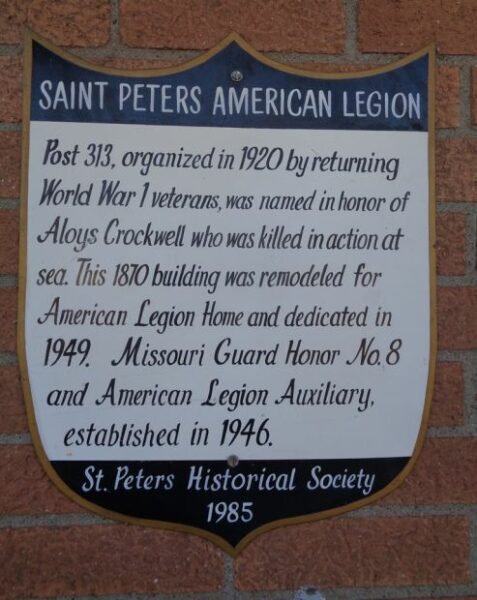 SAINT PETERS AMERICAN LEGION
Post 313, organized in 1920 by returning
World War 1 veterans, was named in honor of
Aloys Crockwell who was killed in action at
sea. This 1870 building was remodeled for
American Legion Home and dedicated in
1949. Missouri Guard Honor No. 8
and American Legion Auxiliary,
established in 1946.
St. Peters Historical Society
1985